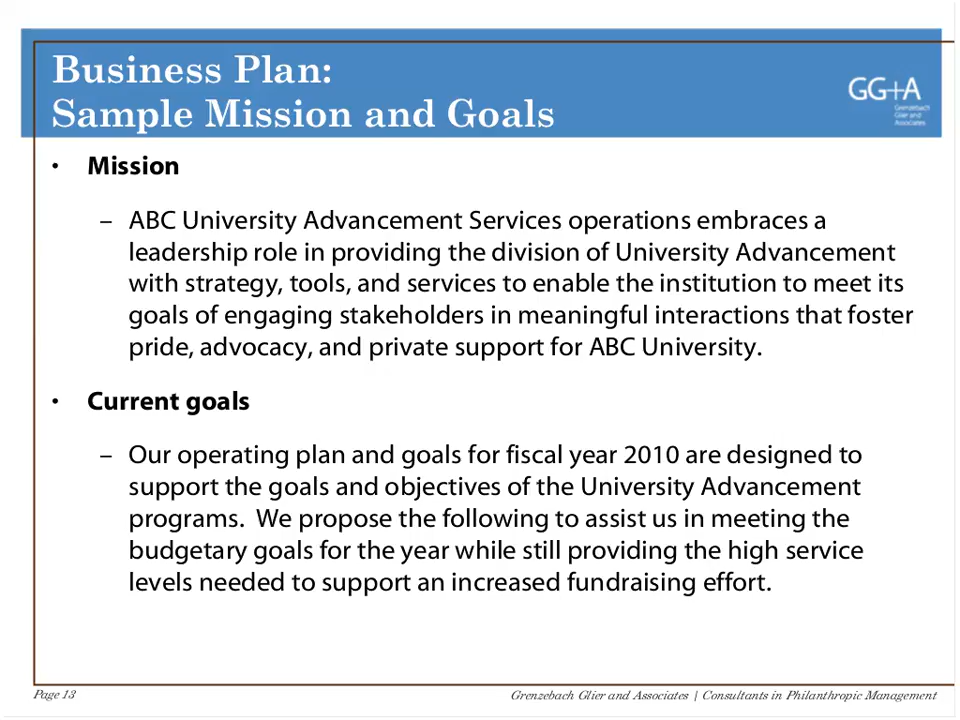 Business Plan:
Sample Mission and Goals
GG+A
Grenzebach
Glier and
Associates
• Mission
– ABC University Advancement Services operations embraces a
leadership role in providing the division of University Advancement
with strategy, tools, and services to enable the institution to meet its
goals of engaging stakeholders in meaningful interactions that foster
pride, advocacy, and private support for ABC University.
• Current goals
– Our operating plan and goals for fiscal year 2010 are designed to
support the goals and objectives of the University Advancement
programs.  We propose the following to assist us in meeting the
budgetary goals for the year while still providing the high service
levels needed to support an increased fundraising effort.
Page 13
Grenzebach Glier and Associates | Consultants in Philanthropic Management